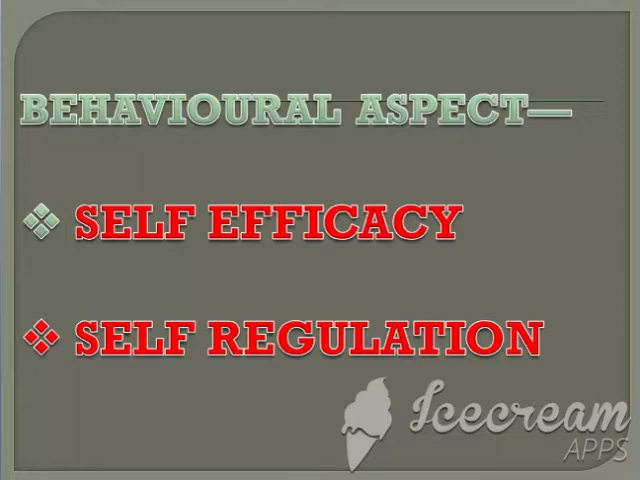 BEHAVIOURAL ASPECT—
❖ SELF EFFICACY
❖ SELF REGULATION
Icecream
APPS